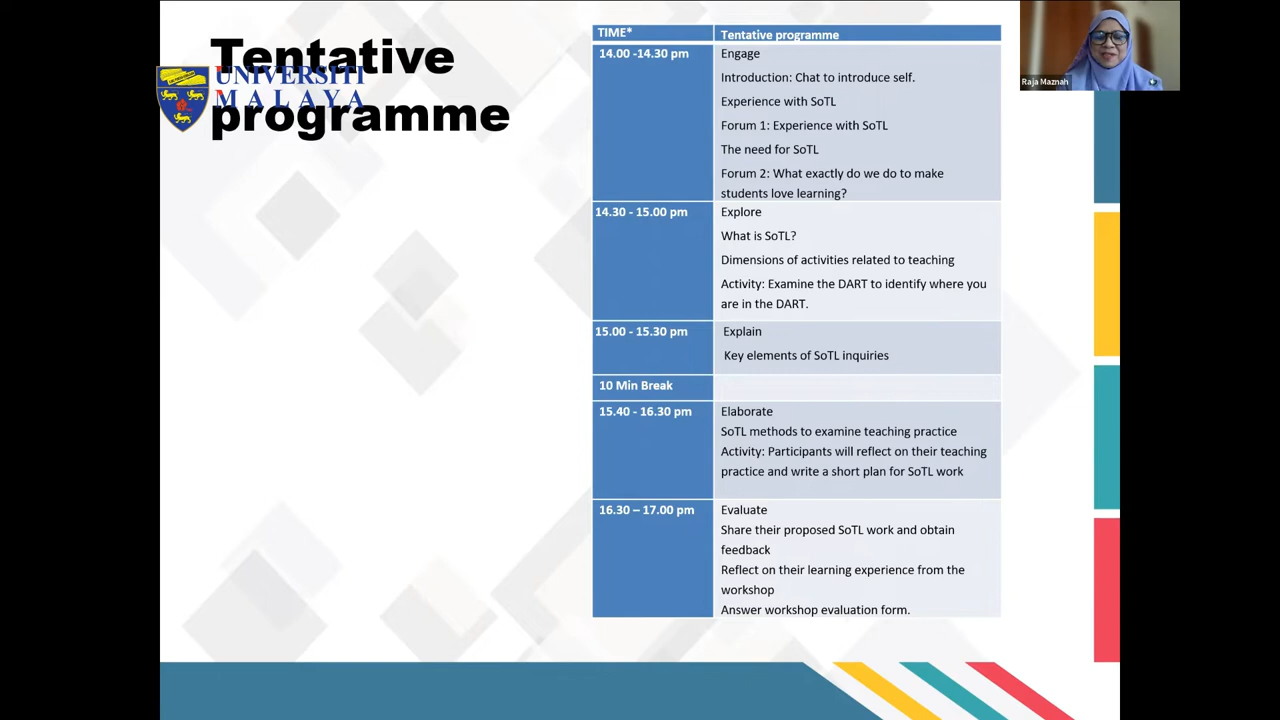 Tentative
programme
UNIVERSITI
MALAYA
TIME*
Tentative programme
14.00 -14.30 pm
Engage
Introduction: Chat to introduce self.
Experience with SoTL
Forum 1: Experience with SoTL
The need for SoTL
Forum 2: What exactly do we do to make
students love learning?
14.30 - 15.00 pm
Explore
What is SoTL?
Dimensions of activities related to teaching
Activity: Examine the DART to identify where you
are in the DART.
15.00 - 15.30 pm
Explain
Key elements of SoTL inquiries
10 Min Break
15.40 - 16.30 pm
Elaborate
SoTL methods to examine teaching practice
Activity: Participants will reflect on their teaching
practice and write a short plan for SoTL work
16.30 – 17.00 pm
Evaluate
Share their proposed SoTL work and obtain
feedback
Reflect on their learning experience from the
workshop
Answer workshop evaluation form.
Raja Maznah